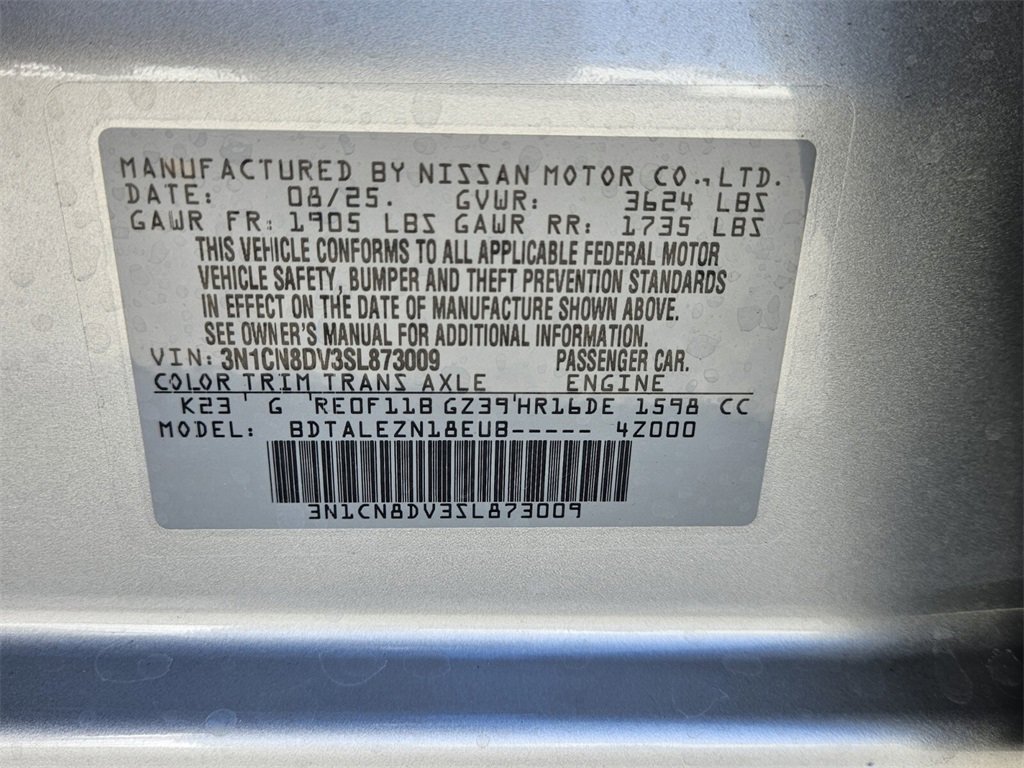 MANUFACTURED BY NISSAN MOTOR CO., LTD.
DATE: 08/25. GVWR: 3624 LBS
GAWR FR: 1905 LBS GAWR RR: 1735 LBS
THIS VEHICLE CONFORMS TO ALL APPLICABLE FEDERAL MOTOR
VEHICLE SAFETY, BUMPER AND THEFT PREVENTION STANDARDS
IN EFFECT ON THE DATE OF MANUFACTURE SHOWN ABOVE.
SEE OWNER'S MANUAL FOR ADDITIONAL INFORMATION.
VIN: 3N1CN8DV3SL873009 PASSENGER CAR.
COLOR TRIM TRANS AXLE ENGINE
K23 G RE0F11B GZ39 HR16DE 1598 CC
MODEL: BDTALEZN18EUB----- 4Z000
3N1CN8DV3SL873009